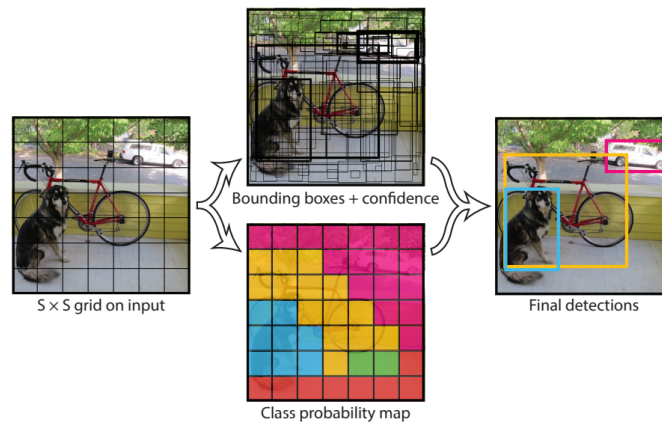 Bounding boxes + confidence
S × S grid on input
Final detections
Class probability map